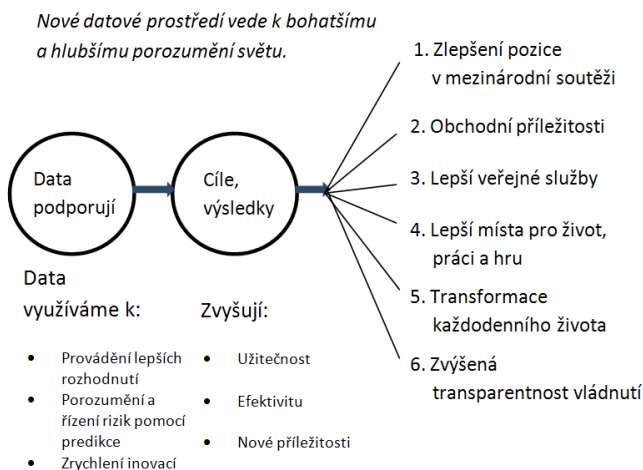 Nové datové prostředí vede k bohatšímu
a hlubšímu porozumění světu.
Data
podporují
Cíle,
výsledky
1. Zlepšení pozice
v mezinárodní soutěži
2. Obchodní příležitosti
3. Lepší veřejné služby
4. Lepší místa pro život,
práci a hru
5. Transformace
každodenního života
6. Zvýšená
transparentnost vládnutí
Data
využíváme k:
• Provádění lepších
rozhodnutí
• Porozumění a
řízení rizik pomocí
predikce
• Zrychlení inovací
Zvyšují:
• Užitečnost
• Efektivitu
• Nové příležitosti